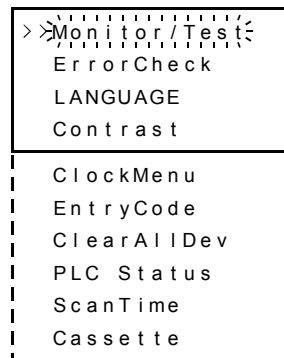 >>Monitor/Test
ErrorCheck
LANGUAGE
Contrast
ClockMenu
EntryCode
ClearAllDev
PLC Status
ScanTime
Cassette